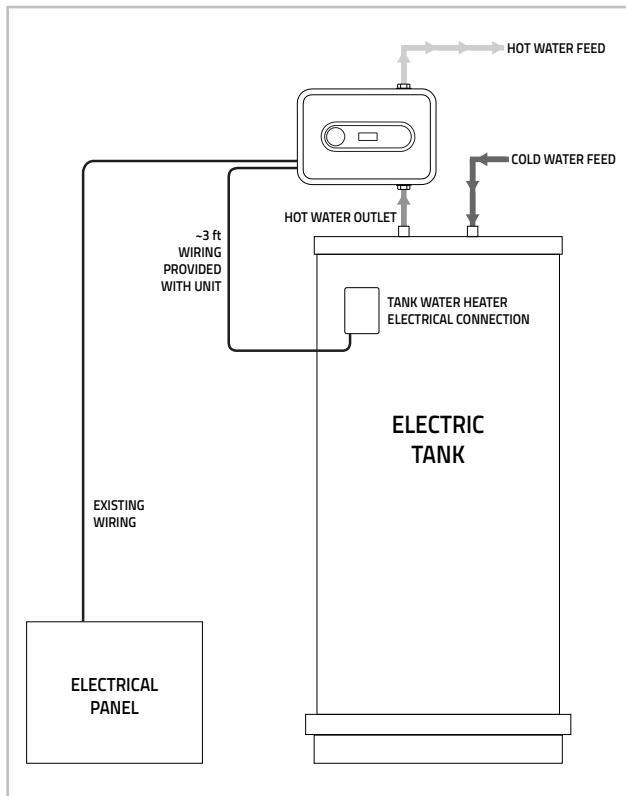 HOT WATER FEED
COLD WATER FEED
HOT WATER OUTLET
~3 ft
WIRING
PROVIDED
WITH UNIT
TANK WATER HEATER
ELECTRICAL CONNECTION
ELECTRIC
TANK
EXISTING
WIRING
ELECTRICAL
PANEL